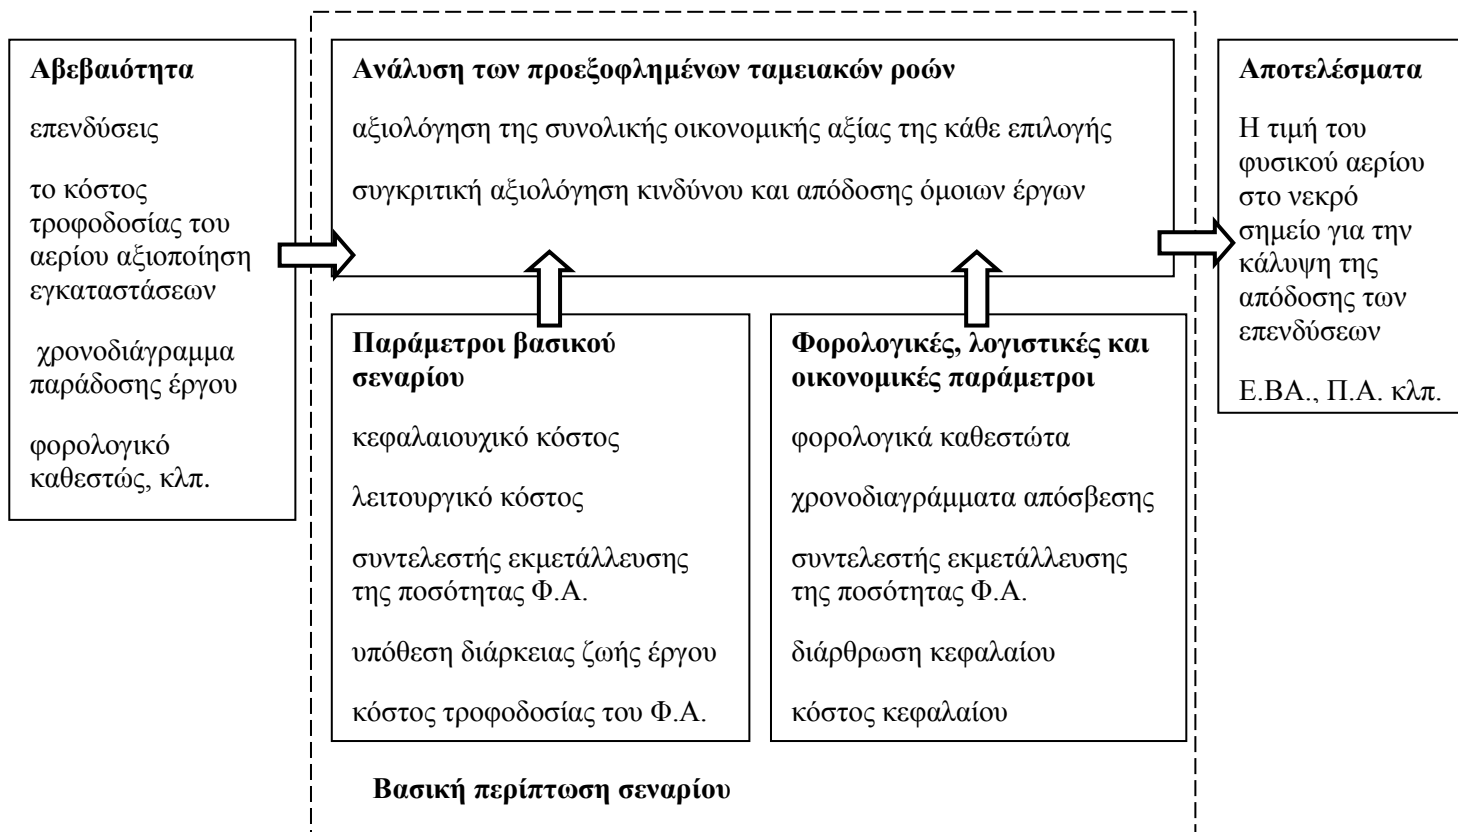 Αβεβαιότητα
επενδύσεις
το κόστος
τροφοδοσίας του
αερίου αξιοποίηση
εγκαταστάσεων
χρονοδιάγραμμα
παράδοσης έργου
φορολογικό
καθεστώς, κλπ.
Ανάλυση των προεξοφλημένων ταμειακών ροών
αξιολόγηση της συνολικής οικονομικής αξίας της κάθε επιλογής
συγκριτική αξιολόγηση κινδύνου και απόδοσης όμοιων έργων
Παράμετροι βασικού
σεναρίου
κεφαλαιουχικό κόστος
λειτουργικό κόστος
συντελεστής εκμετάλλευσης
της ποσότητας Φ.Α.
υπόθεση διάρκειας ζωής έργου
κόστος τροφοδοσίας του Φ.Α.
Φορολογικές, λογιστικές και
οικονομικές παράμετροι
φορολογικά καθεστώτα
χρονοδιαγράμματα απόσβεσης
συντελεστής εκμετάλλευσης
της ποσότητας Φ.Α.
διάρθρωση κεφαλαίου
κόστος κεφαλαίου
Βασική περίπτωση σεναρίου
Αποτελέσματα
Η τιμή του
φυσικού αερίου
στο νεκρό
σημείο για την
κάλυψη της
απόδοσης των
επενδύσεων
Ε.ΒΑ., Π.Α. κλπ.